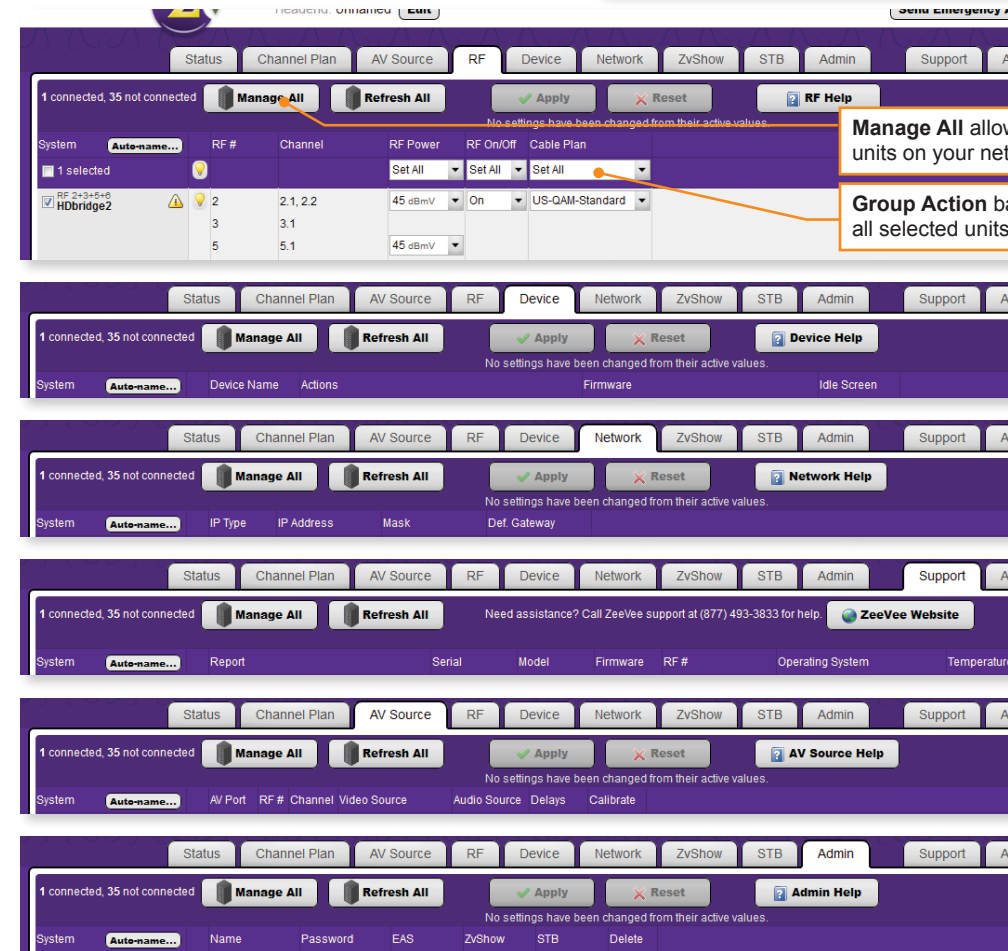 Headend: Unnamed Edit Send Emergency
Status Channel Plan AV Source RF Device Network ZvShow STB Admin Support A
1 connected, 35 not connected Manage All Refresh All Apply Reset RF Help
No settings have been changed from their active values.
Manage All allow
units on your net
System Auto-name... RF # Channel RF Power RF On/Off Cable Plan
1 selected Set All Set All Set All
RF 2+3+5+6
HDbridge2 2 2.1, 2.2 45 dBmV On US-QAM-Standard
3 3.1
5 5.1 45 dBmV
Group Action ba
all selected units
Status Channel Plan AV Source RF Device Network ZvShow STB Admin Support A
1 connected, 35 not connected Manage All Refresh All Apply Reset Device Help
No settings have been changed from their active values.
System Auto-name... Device Name Actions Firmware Idle Screen
Status Channel Plan AV Source RF Device Network ZvShow STB Admin Support A
1 connected, 35 not connected Manage All Refresh All Apply Reset Network Help
No settings have been changed from their active values.
System Auto-name... IP Type IP Address Mask Def. Gateway
Status Channel Plan AV Source RF Device Network ZvShow STB Admin Support A
1 connected, 35 not connected Manage All Refresh All Need assistance? Call ZeeVee support at (877) 493-3833 for help. ZeeVee Website
System Auto-name... Report Serial Model Firmware RF # Operating System Temperature
Status Channel Plan AV Source RF Device Network ZvShow STB Admin Support A
1 connected, 35 not connected Manage All Refresh All Apply Reset AV Source Help
No settings have been changed from their active values.
System Auto-name... AV Port RF # Channel Video Source Audio Source Delays Calibrate
Status Channel Plan AV Source RF Device Network ZvShow STB Admin Support A
1 connected, 35 not connected Manage All Refresh All Apply Reset Admin Help
No settings have been changed from their active values.
System Auto-name... Name Password EAS ZvShow STB Delete